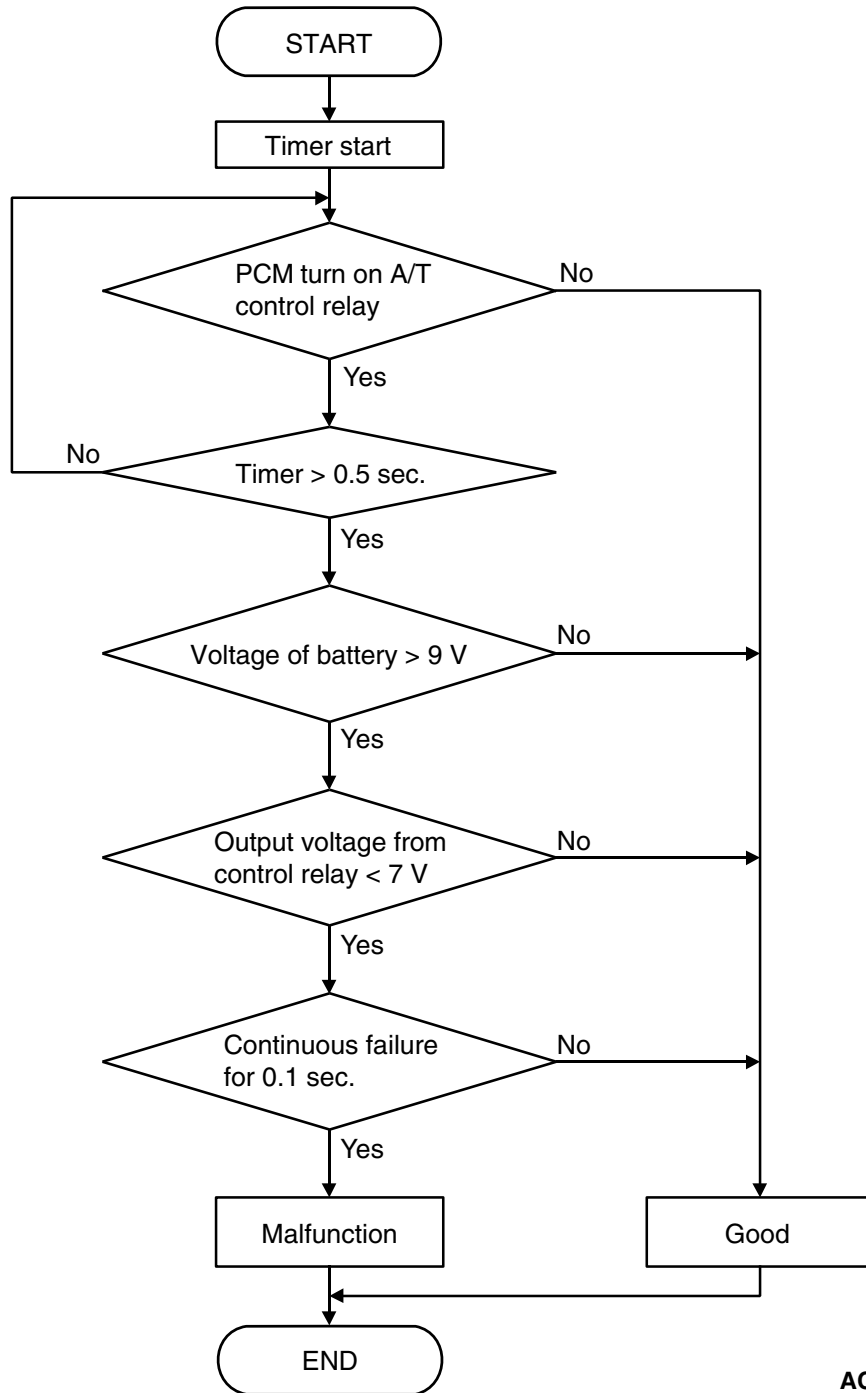 START
Timer start
PCM turn on A/T
control relay
No
Yes
No
Timer > 0.5 sec.
Yes
Voltage of battery > 9 V
No
Yes
Output voltage from
control relay < 7 V
No
Yes
Continuous failure
for 0.1 sec.
No
Yes
Malfunction
Good
END